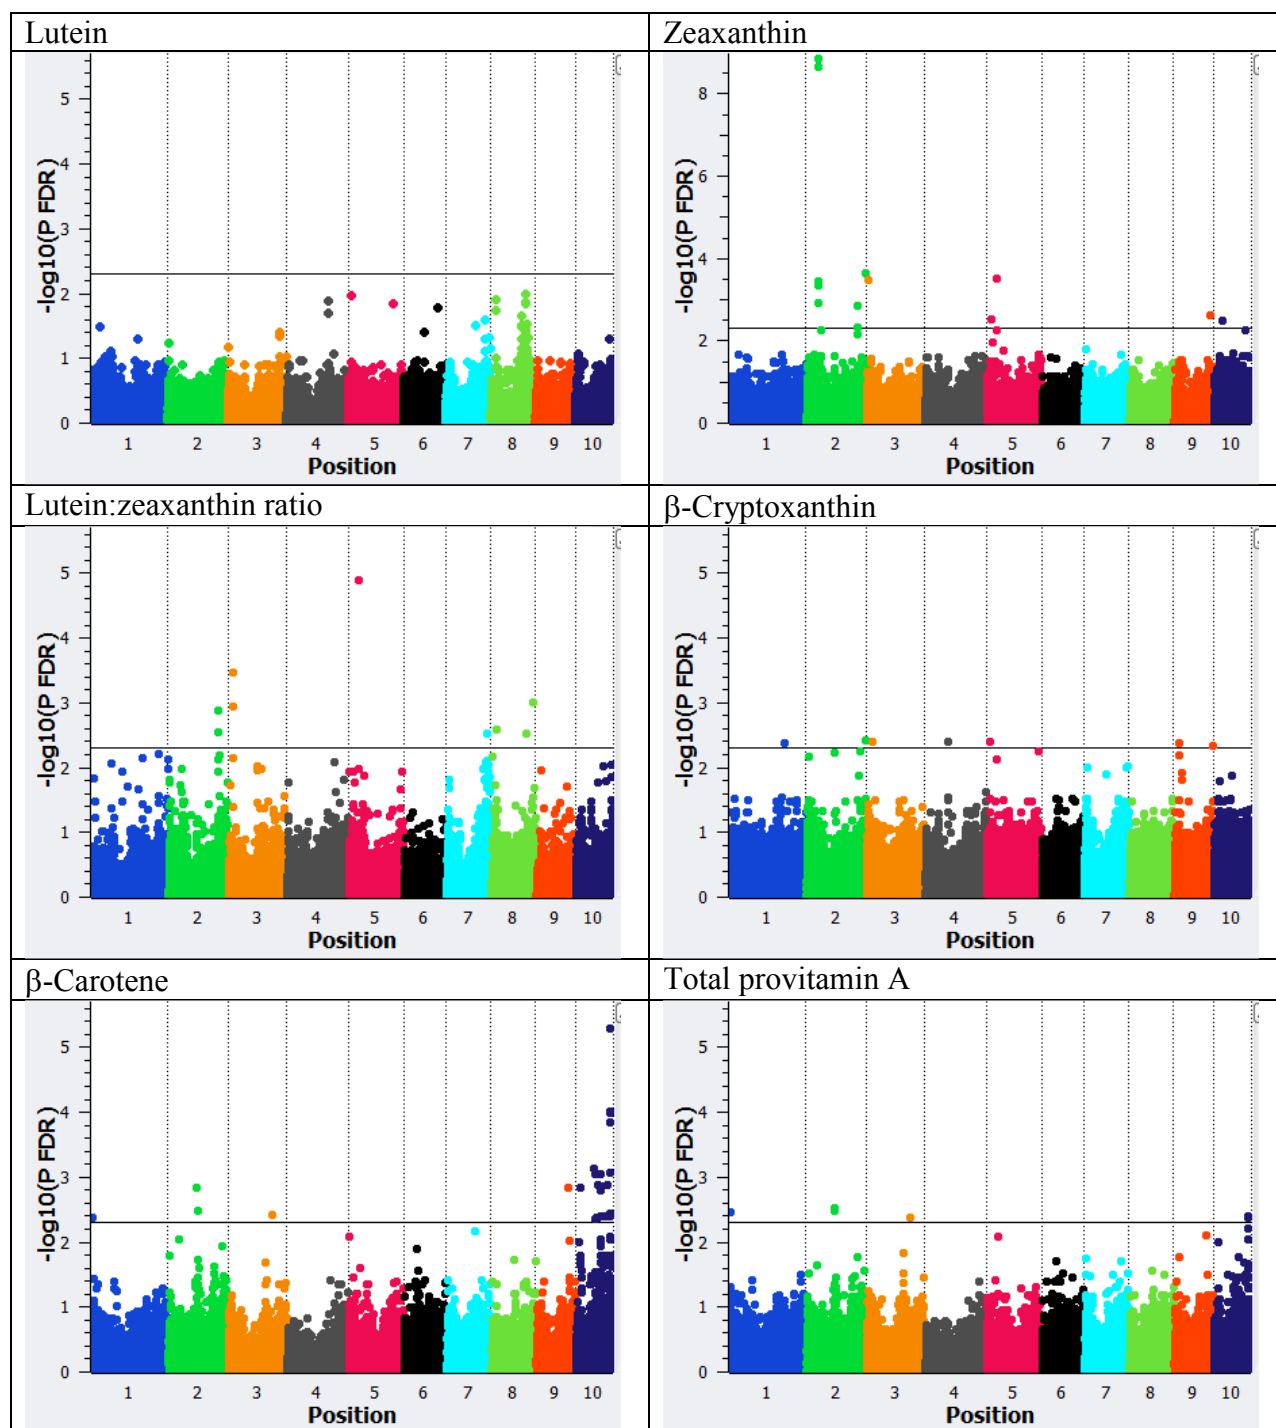 Lutein
Zeaxanthin
-log10(P FDR)
5
4
3
2
1
0
1 2 3 4 5 6 7 8 9 10
Position
-log10(P FDR)
8
6
4
2
0
1 2 3 4 5 6 7 8 9 10
Position
Lutein:zeaxanthin ratio
β-Cryptoxanthin
-log10(P FDR)
5
4
3
2
1
0
1 2 3 4 5 6 7 8 9 10
Position
-log10(P FDR)
5
4
3
2
1
0
1 2 3 4 5 6 7 8 9 10
Position
β-Carotene
Total provitamin A
-log10(P FDR)
5
4
3
2
1
0
1 2 3 4 5 6 7 8 9 10
Position
-log10(P FDR)
5
4
3
2
1
0
1 2 3 4 5 6 7 8 9 10
Position